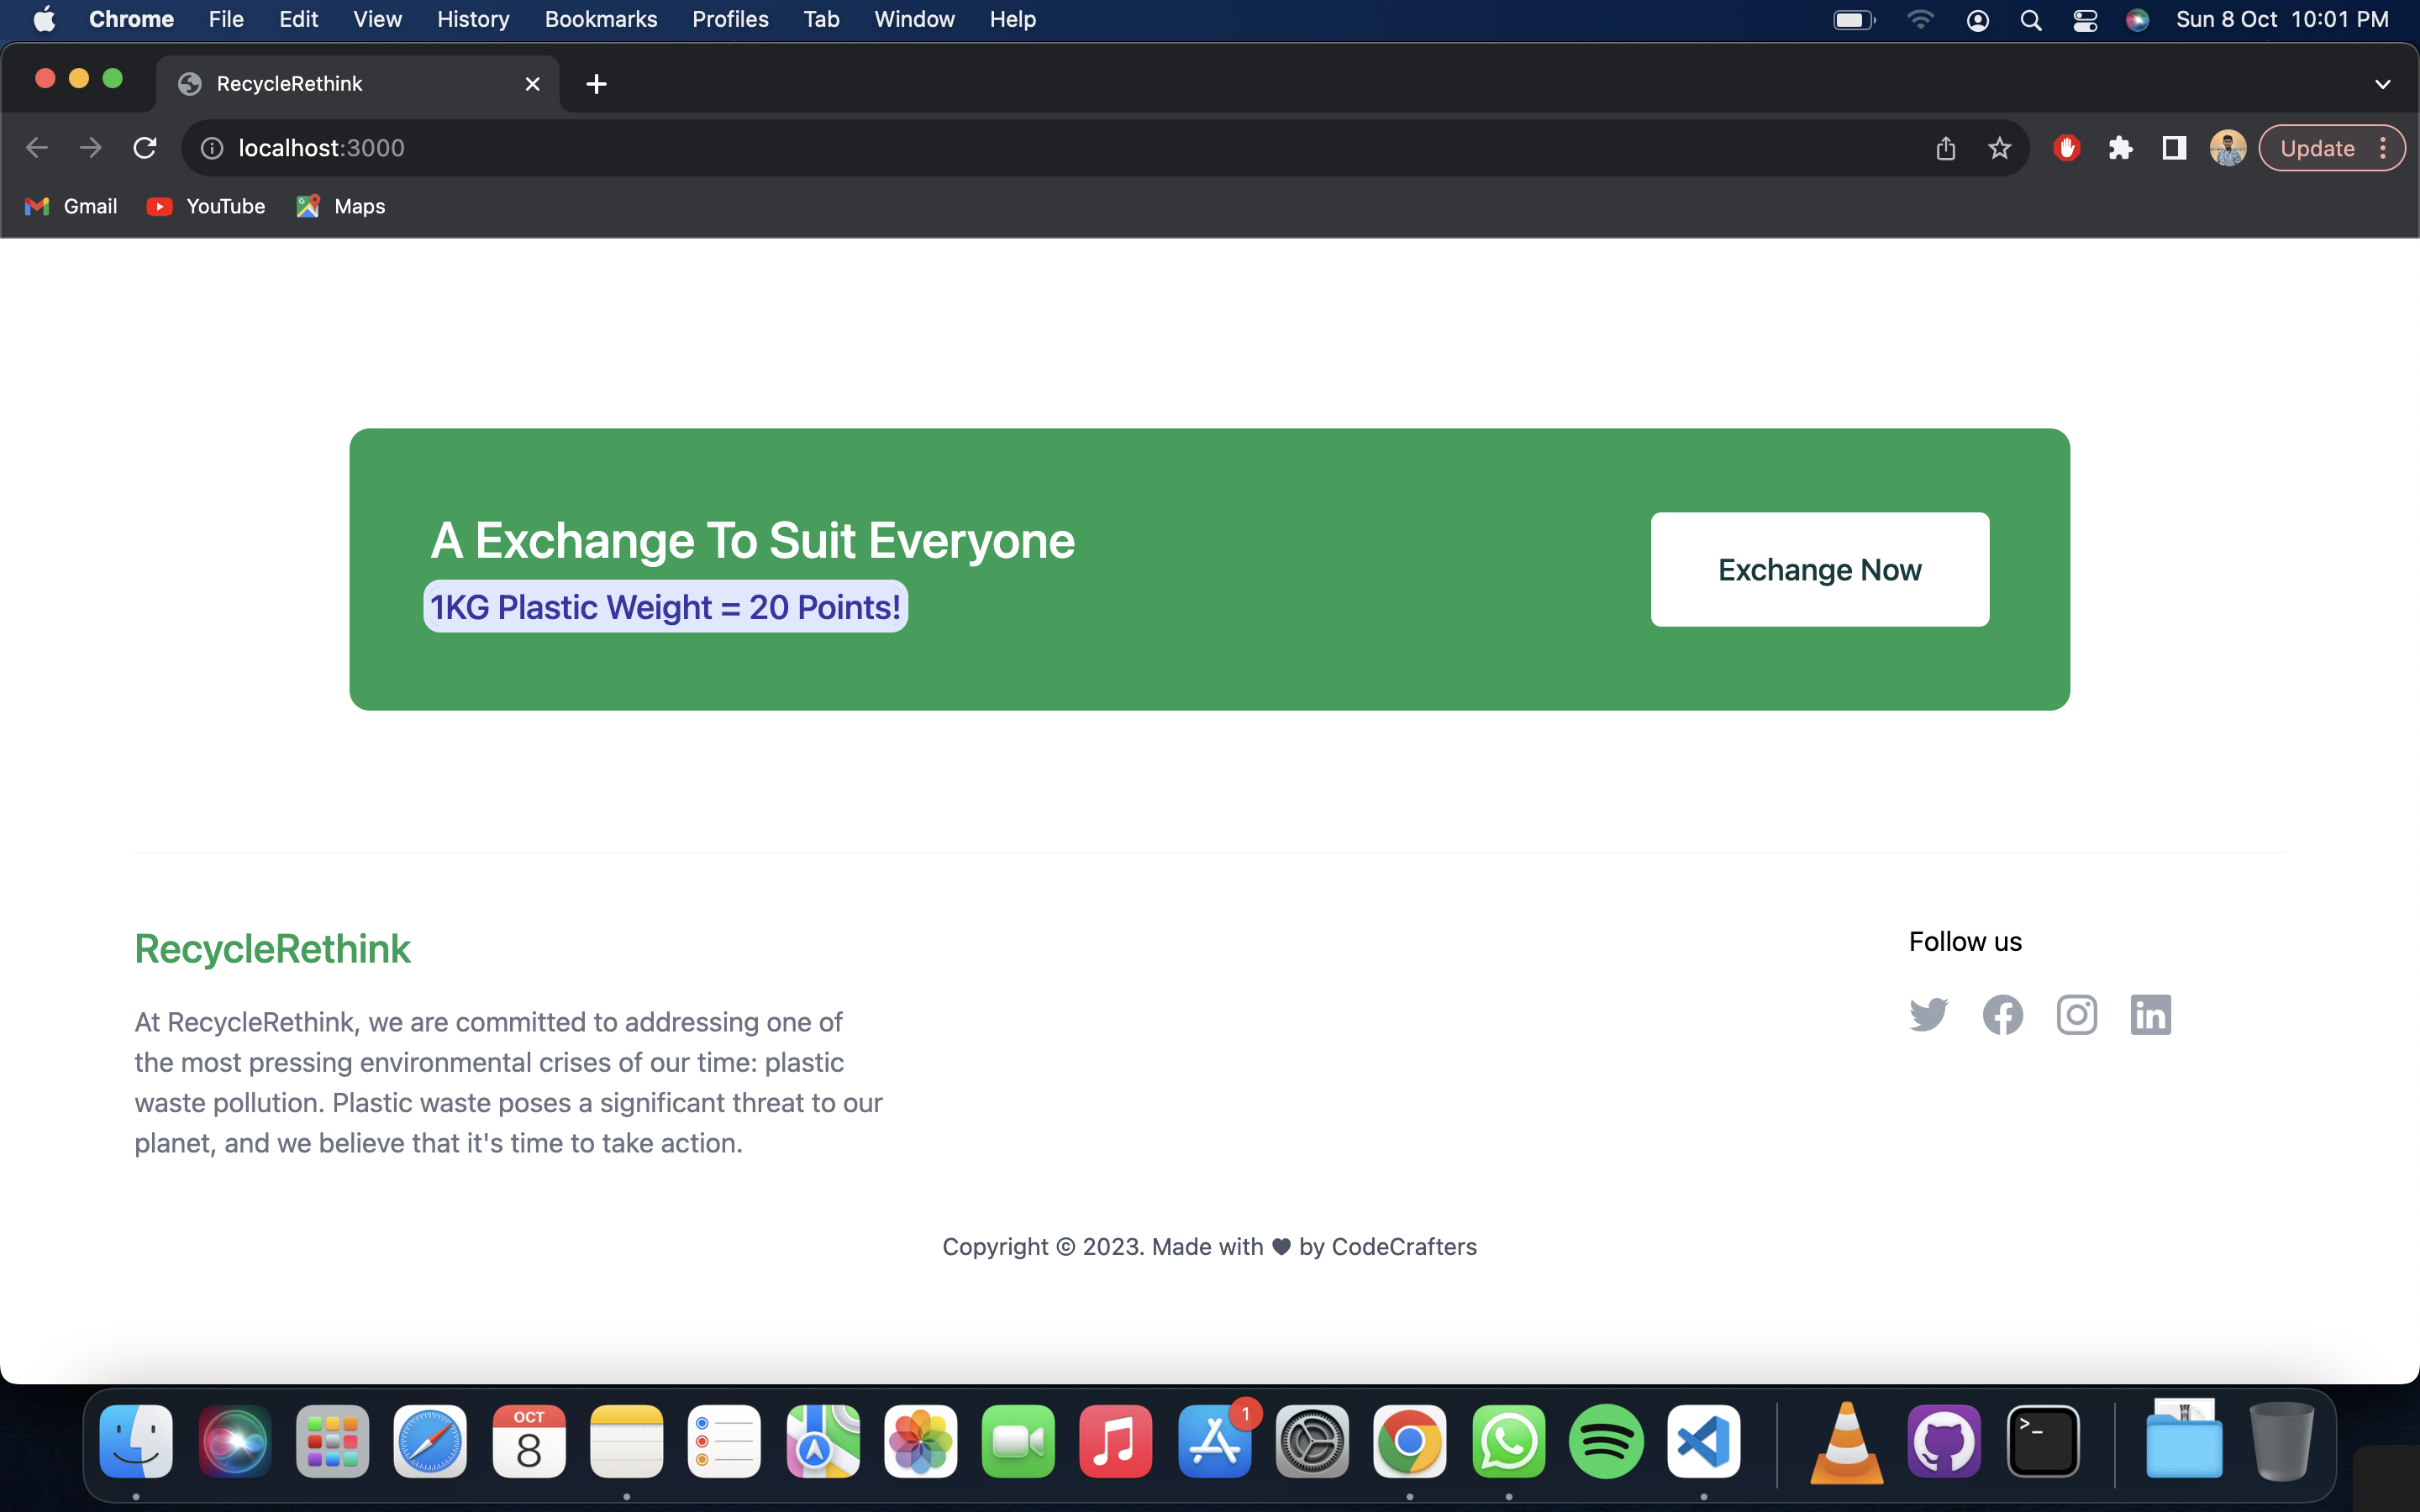 Chrome File Edit View History Bookmarks Profiles Tab Window Help Sun 8 Oct 10:01 PM
RecycleRethink
localhost:3000 Update
Gmail YouTube Maps
A Exchange To Suit Everyone
1KG Plastic Weight = 20 Points!
Exchange Now
RecycleRethink
At RecycleRethink, we are committed to addressing one of
the most pressing environmental crises of our time: plastic
waste pollution. Plastic waste poses a significant threat to our
planet, and we believe that it's time to take action.
Follow us
Copyright © 2023. Made with ♥ by CodeCrafters
OCT
8
1